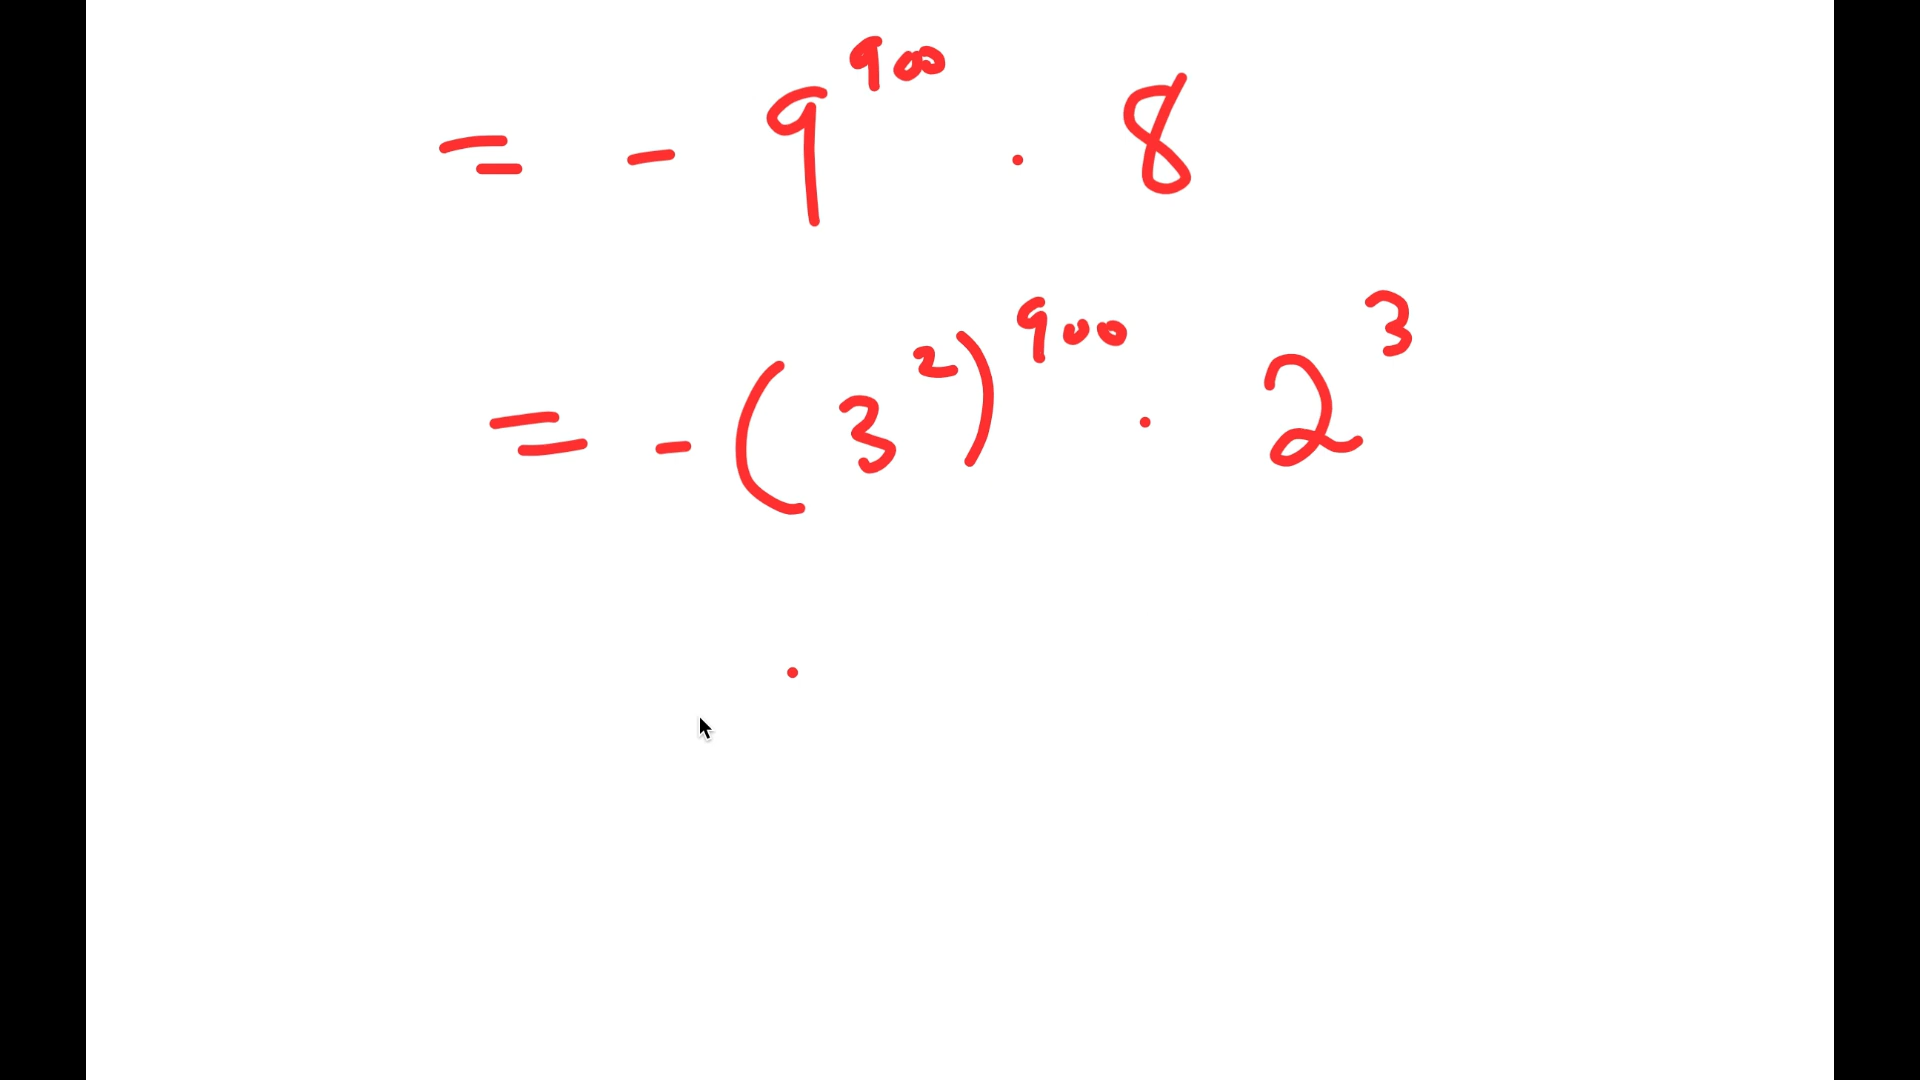 = - 9^900 · 8
= - (3^2)^900 · 2^3
·